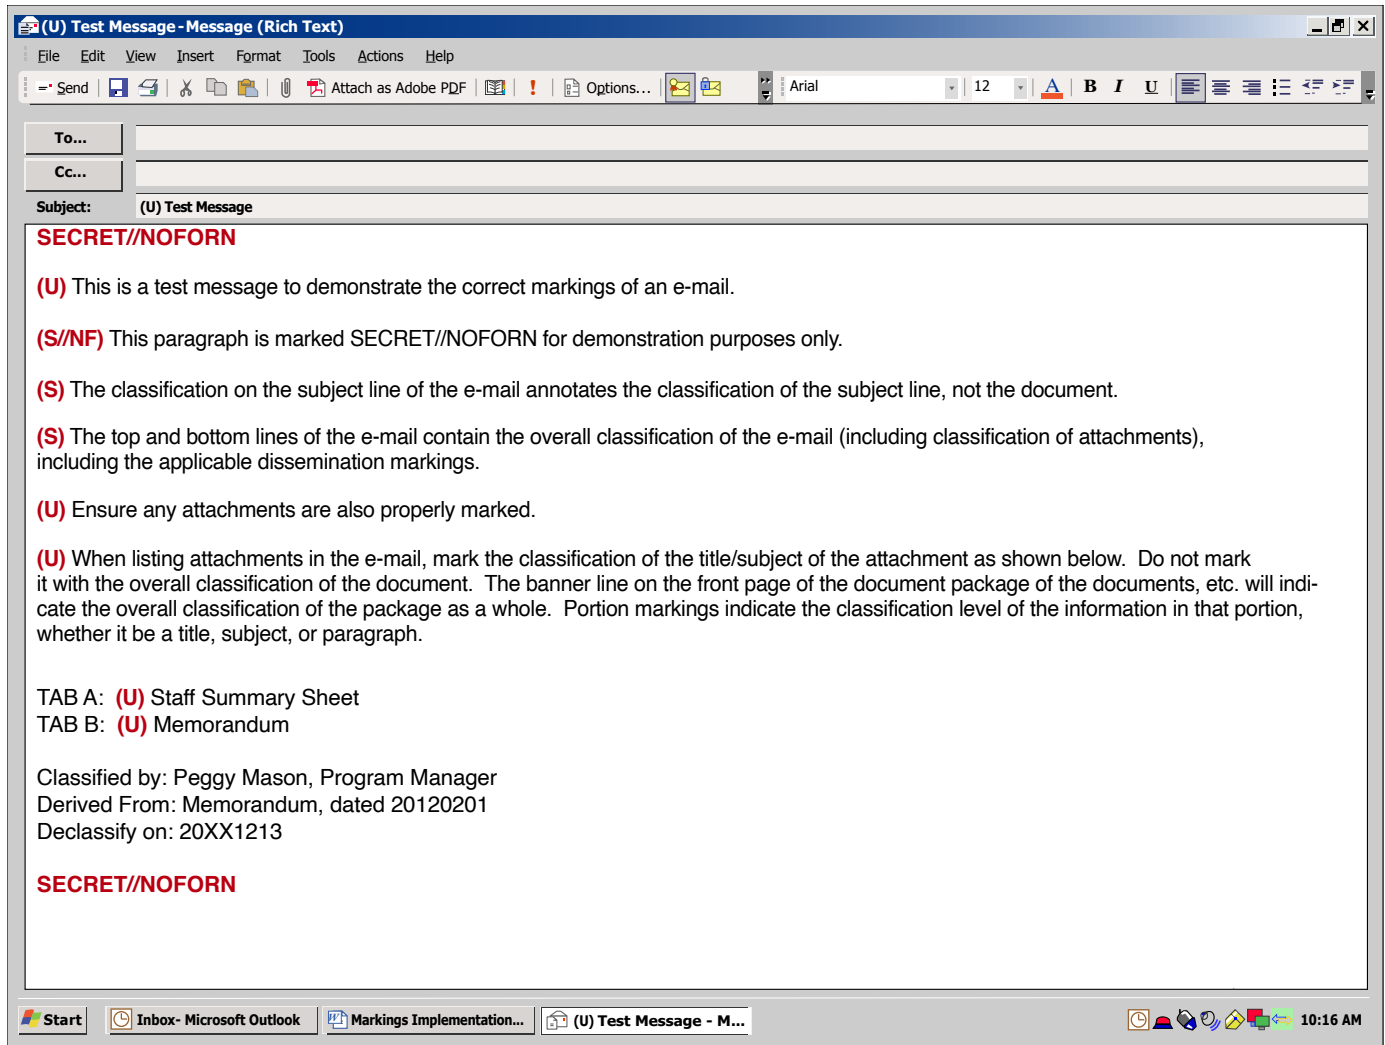 (U) Test Message - Message (Rich Text)
File Edit View Insert Format Tools Actions Help
Send Attach as Adobe PDF ! Options... Arial 12 A B I U
To...
Cc...
Subject: (U) Test Message
SECRET//NOFORN
(U) This is a test message to demonstrate the correct markings of an e-mail.
(S//NF) This paragraph is marked SECRET//NOFORN for demonstration purposes only.
(S) The classification on the subject line of the e-mail annotates the classification of the subject line, not the document.
(S) The top and bottom lines of the e-mail contain the overall classification of the e-mail (including classification of attachments),
including the applicable dissemination markings.
(U) Ensure any attachments are also properly marked.
(U) When listing attachments in the e-mail, mark the classification of the title/subject of the attachment as shown below. Do not mark
it with the overall classification of the document. The banner line on the front page of the document package of the documents, etc. will indi-
cate the overall classification of the package as a whole. Portion markings indicate the classification level of the information in that portion,
whether it be a title, subject, or paragraph.
TAB A: (U) Staff Summary Sheet
TAB B: (U) Memorandum
Classified by: Peggy Mason, Program Manager
Derived From: Memorandum, dated 20120201
Declassify on: 20XX1213
SECRET//NOFORN
Start Inbox- Microsoft Outlook Markings Implementation... (U) Test Message - M... 10:16 AM